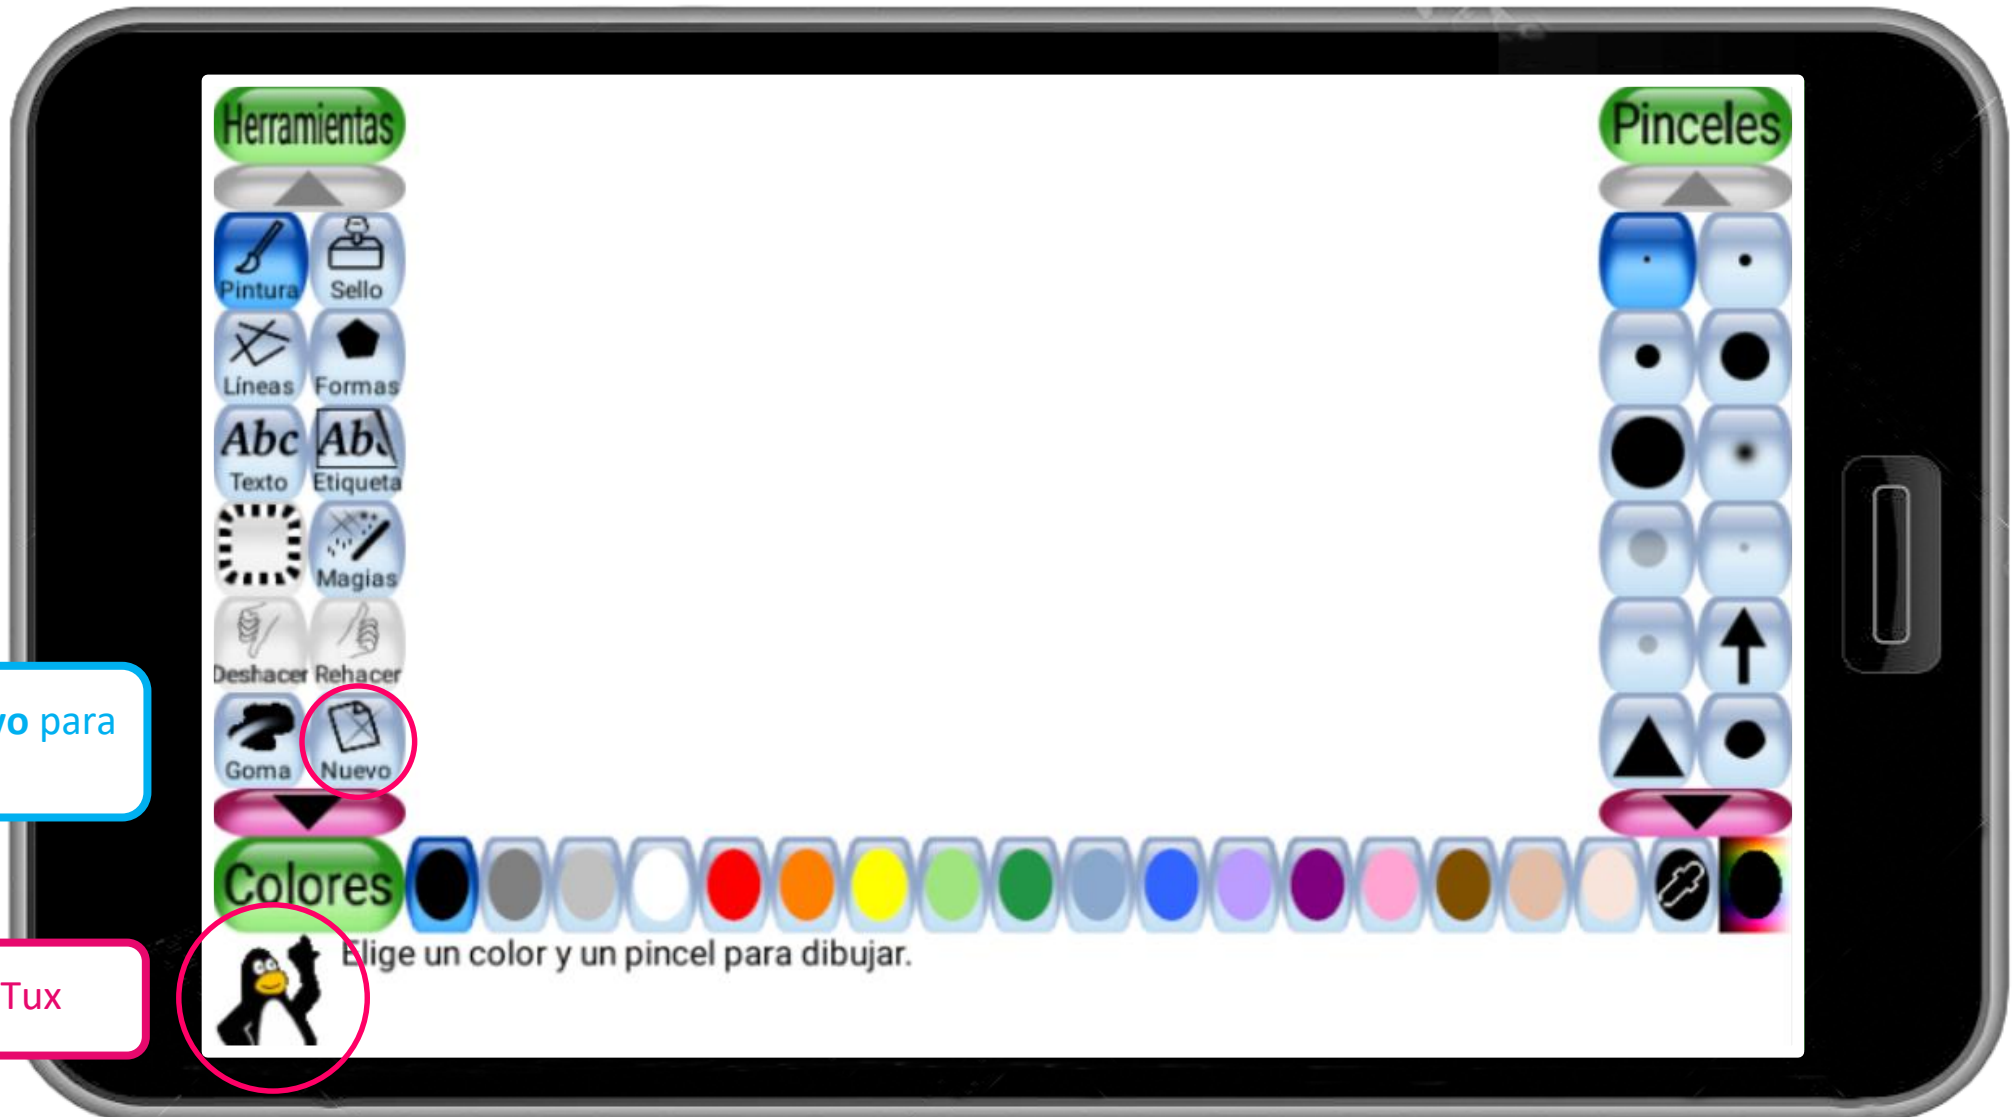 Herramientas
Pinceles
Pintura
Sello
Líneas
Formas
Abc
Texto
Etiqueta
Magias
Deshacer
Rehacer
Goma
Nuevo
para
Colores
Elige un color y un pincel para dibujar.
Tux